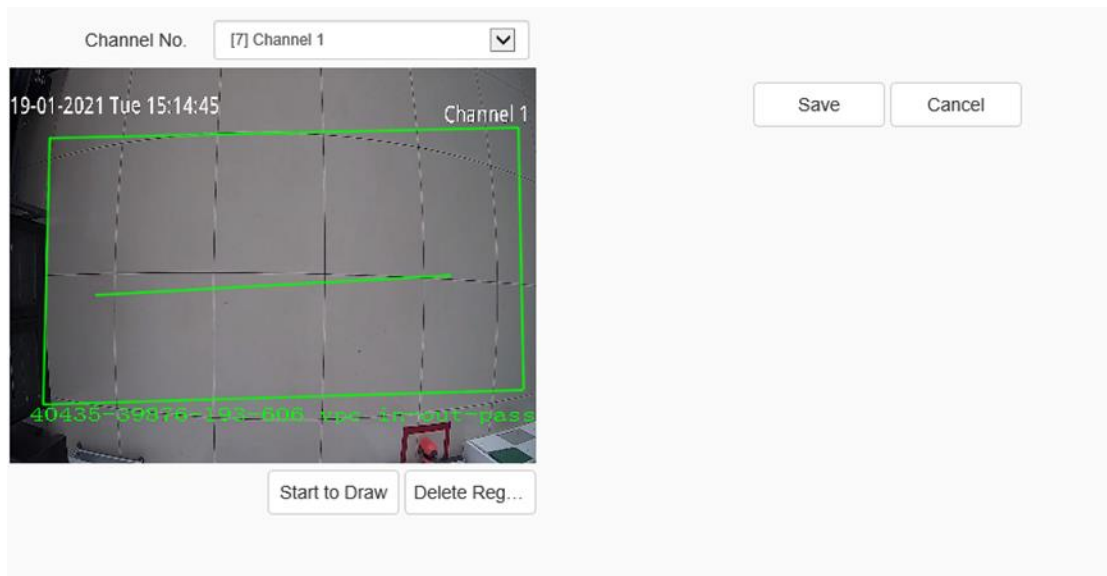 Channel No. [7] Channel 1
19-01-2021 Tue 15:14:45
Channel 1
Save Cancel
40435-39876-193-606 vpc in-out-pass
Start to Draw Delete Reg...